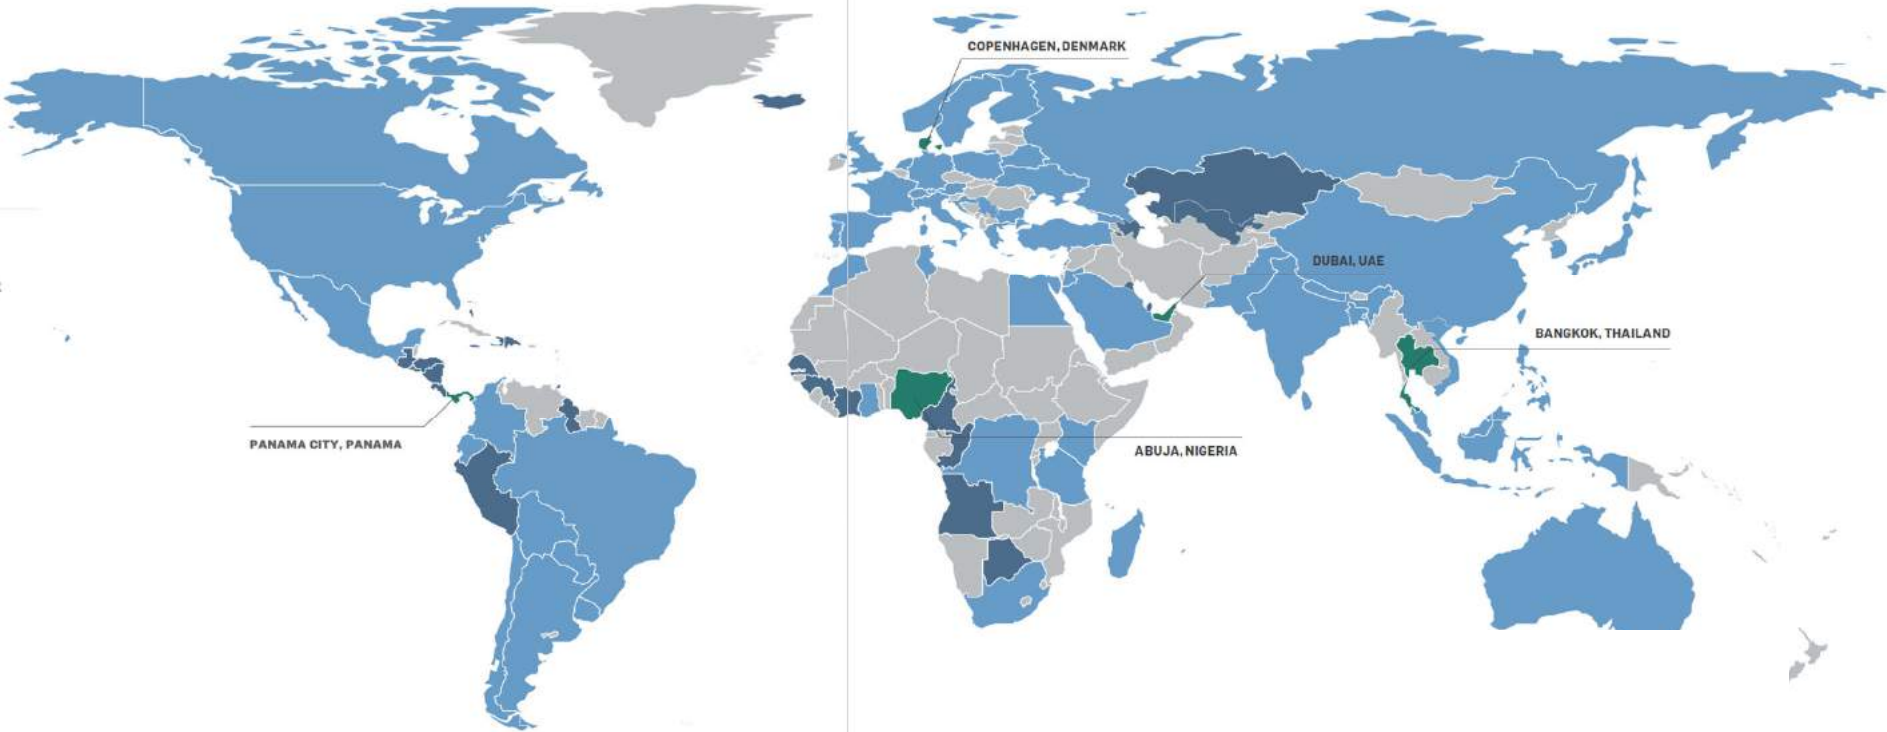 COPENHAGEN, DENMARK
DUBAI, UAE
BANGKOK, THAILAND
PANAMA CITY, PANAMA
ABUJA, NIGERIA